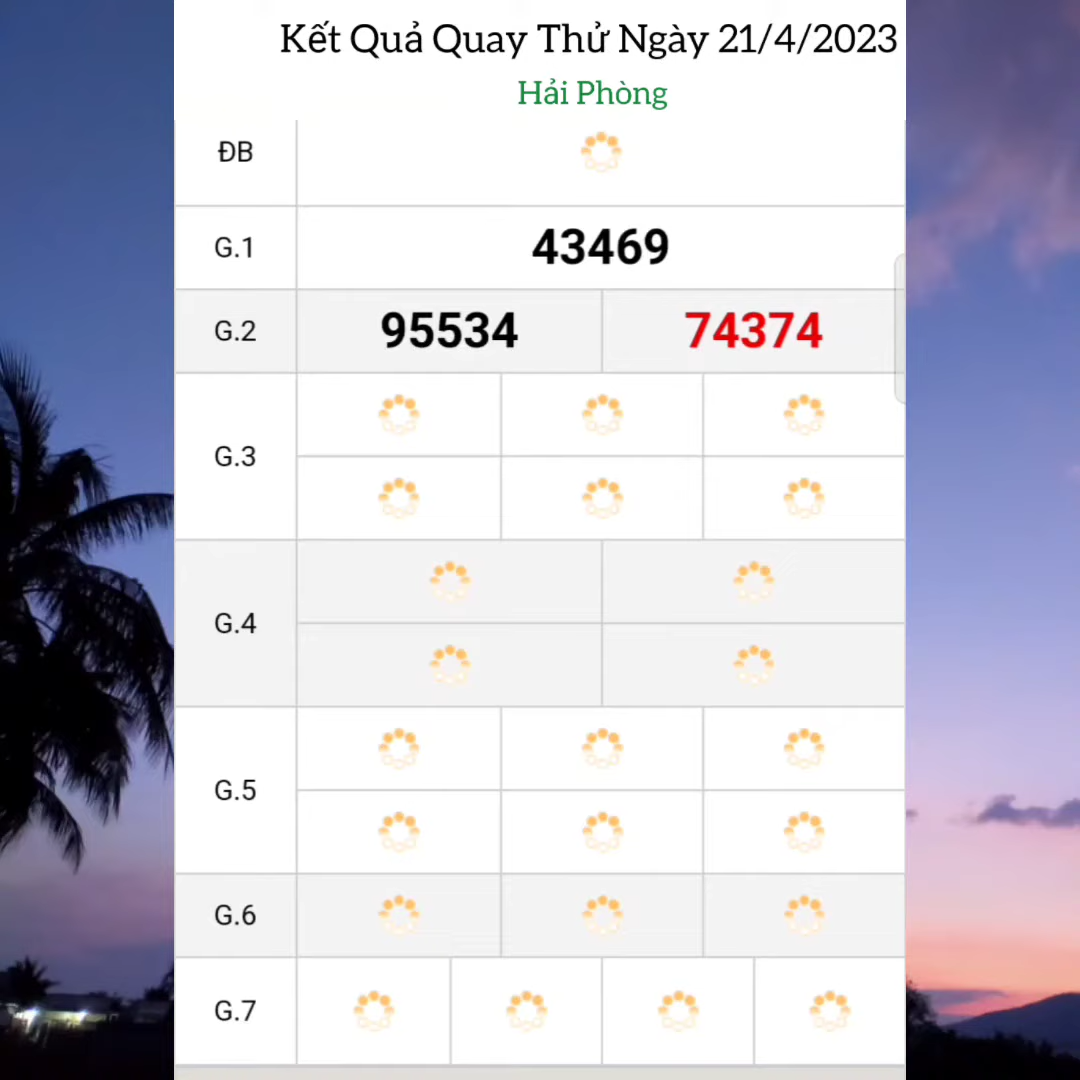 Kết Quả Quay Thử Ngày 21/4/2023
Hải Phòng
ĐB
G.1 43469
G.2 95534 74374
G.3
G.4
G.5
G.6
G.7